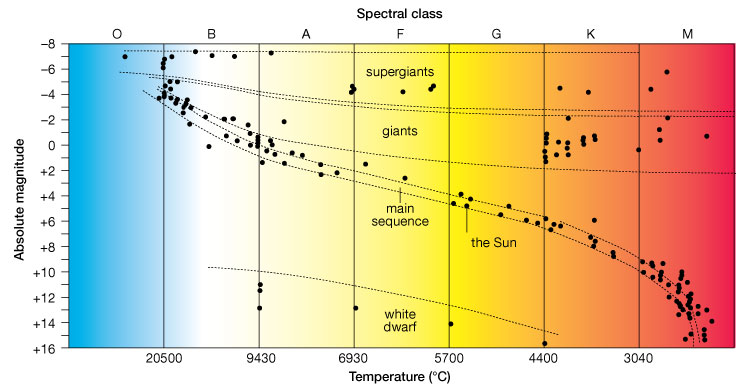 Spectral class
O B A F G K M
Absolute magnitude
−8
−6
−4
−2
0
+2
+4
+6
+8
+10
+12
+14
+16
supergiants
giants
main
sequence
the Sun
white
dwarf
20500 9430 6930 5700 4400 3040
Temperature (°C)